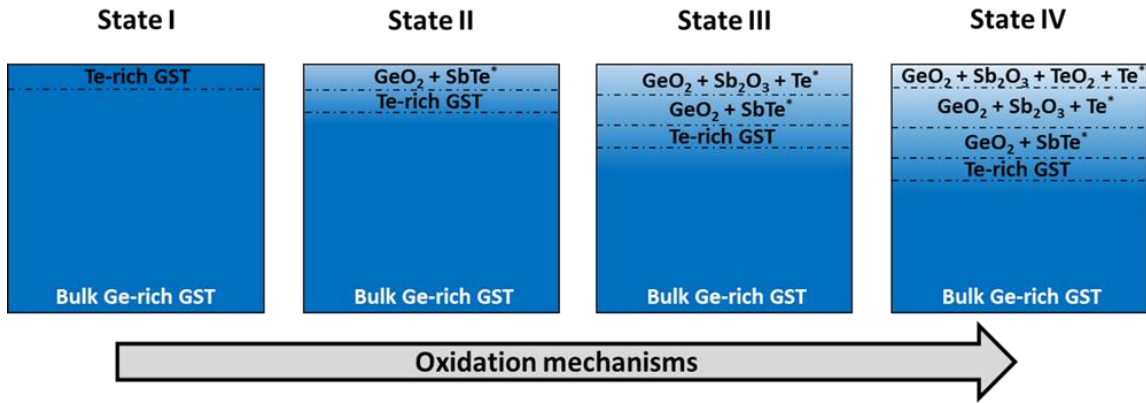 State I
State II
State III
State IV
Te-rich GST
Bulk Ge-rich GST
GeO₂ + SbTe*
Te-rich GST
Bulk Ge-rich GST
GeO₂ + Sb₂O₃ + Te*
GeO₂ + SbTe*
Te-rich GST
Bulk Ge-rich GST
GeO₂ + Sb₂O₃ + TeO₂ + Te*
GeO₂ + Sb₂O₃ + Te*
GeO₂ + SbTe*
Te-rich GST
Bulk Ge-rich GST
Oxidation mechanisms